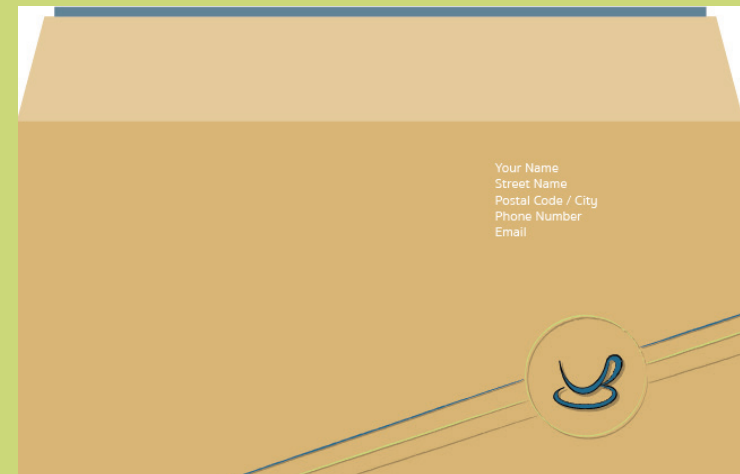 Your Name
Street Name
Postal Code / City
Phone Number
Email